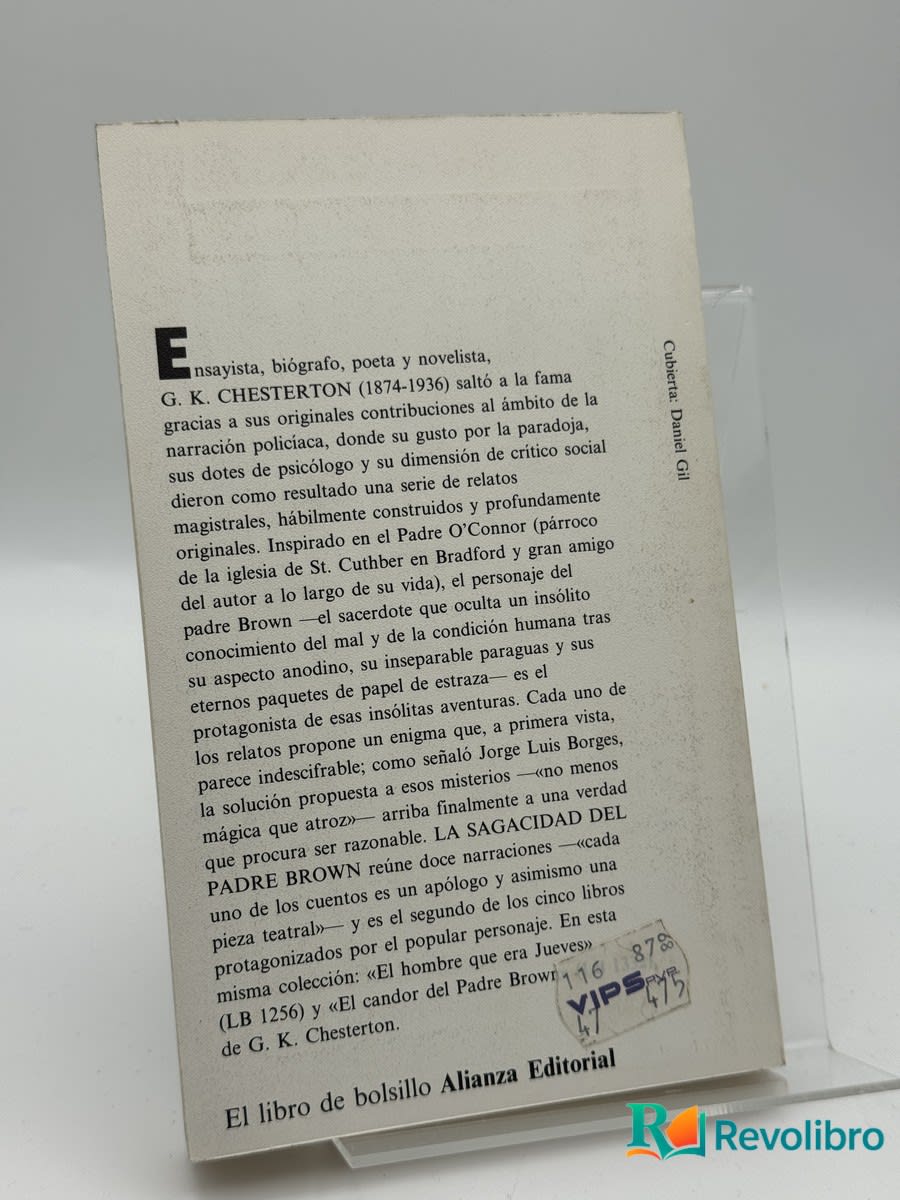 Ensayista, biógrafo, poeta y novelista,
G. K. CHESTERTON (1874-1936) saltó a la fama
gracias a sus originales contribuciones al ámbito de la
narración policíaca, donde su gusto por la paradoja,
sus dotes de psicólogo y su dimensión de crítico social
dieron como resultado una serie de relatos
magistrales, hábilmente construidos y profundamente
originales. Inspirado en el Padre O'Connor (párroco
de la iglesia de St. Cuthber en Bradford y gran amigo
del autor a lo largo de su vida), el personaje del
padre Brown —el sacerdote que oculta un insólito
conocimiento del mal y de la condición humana tras
su aspecto anodino, su inseparable paraguas y sus
eternos paquetes de papel de estraza— es el
protagonista de esas insólitas aventuras. Cada uno de
los relatos propone un enigma que, a primera vista,
parece indescifrable; como señaló Jorge Luis Borges,
la solución propuesta a esos misterios —«no menos
mágica que atroz»— arriba finalmente a una verdad
que procura ser razonable. LA SAGACIDAD DEL
PADRE BROWN reúne doce narraciones —«cada
uno de los cuentos es un apólogo y asimismo una
pieza teatral»— y es el segundo de los cinco libros
protagonizados por el popular personaje. En esta
misma colección: «El hombre que era Jueves»
(LB 1256) y «El candor del Padre Brown
de G. K. Chesterton.
El libro de bolsillo Alianza Editorial
Cubierta: Daniel Gil
116 878
VIPS
47 475
Revolibro